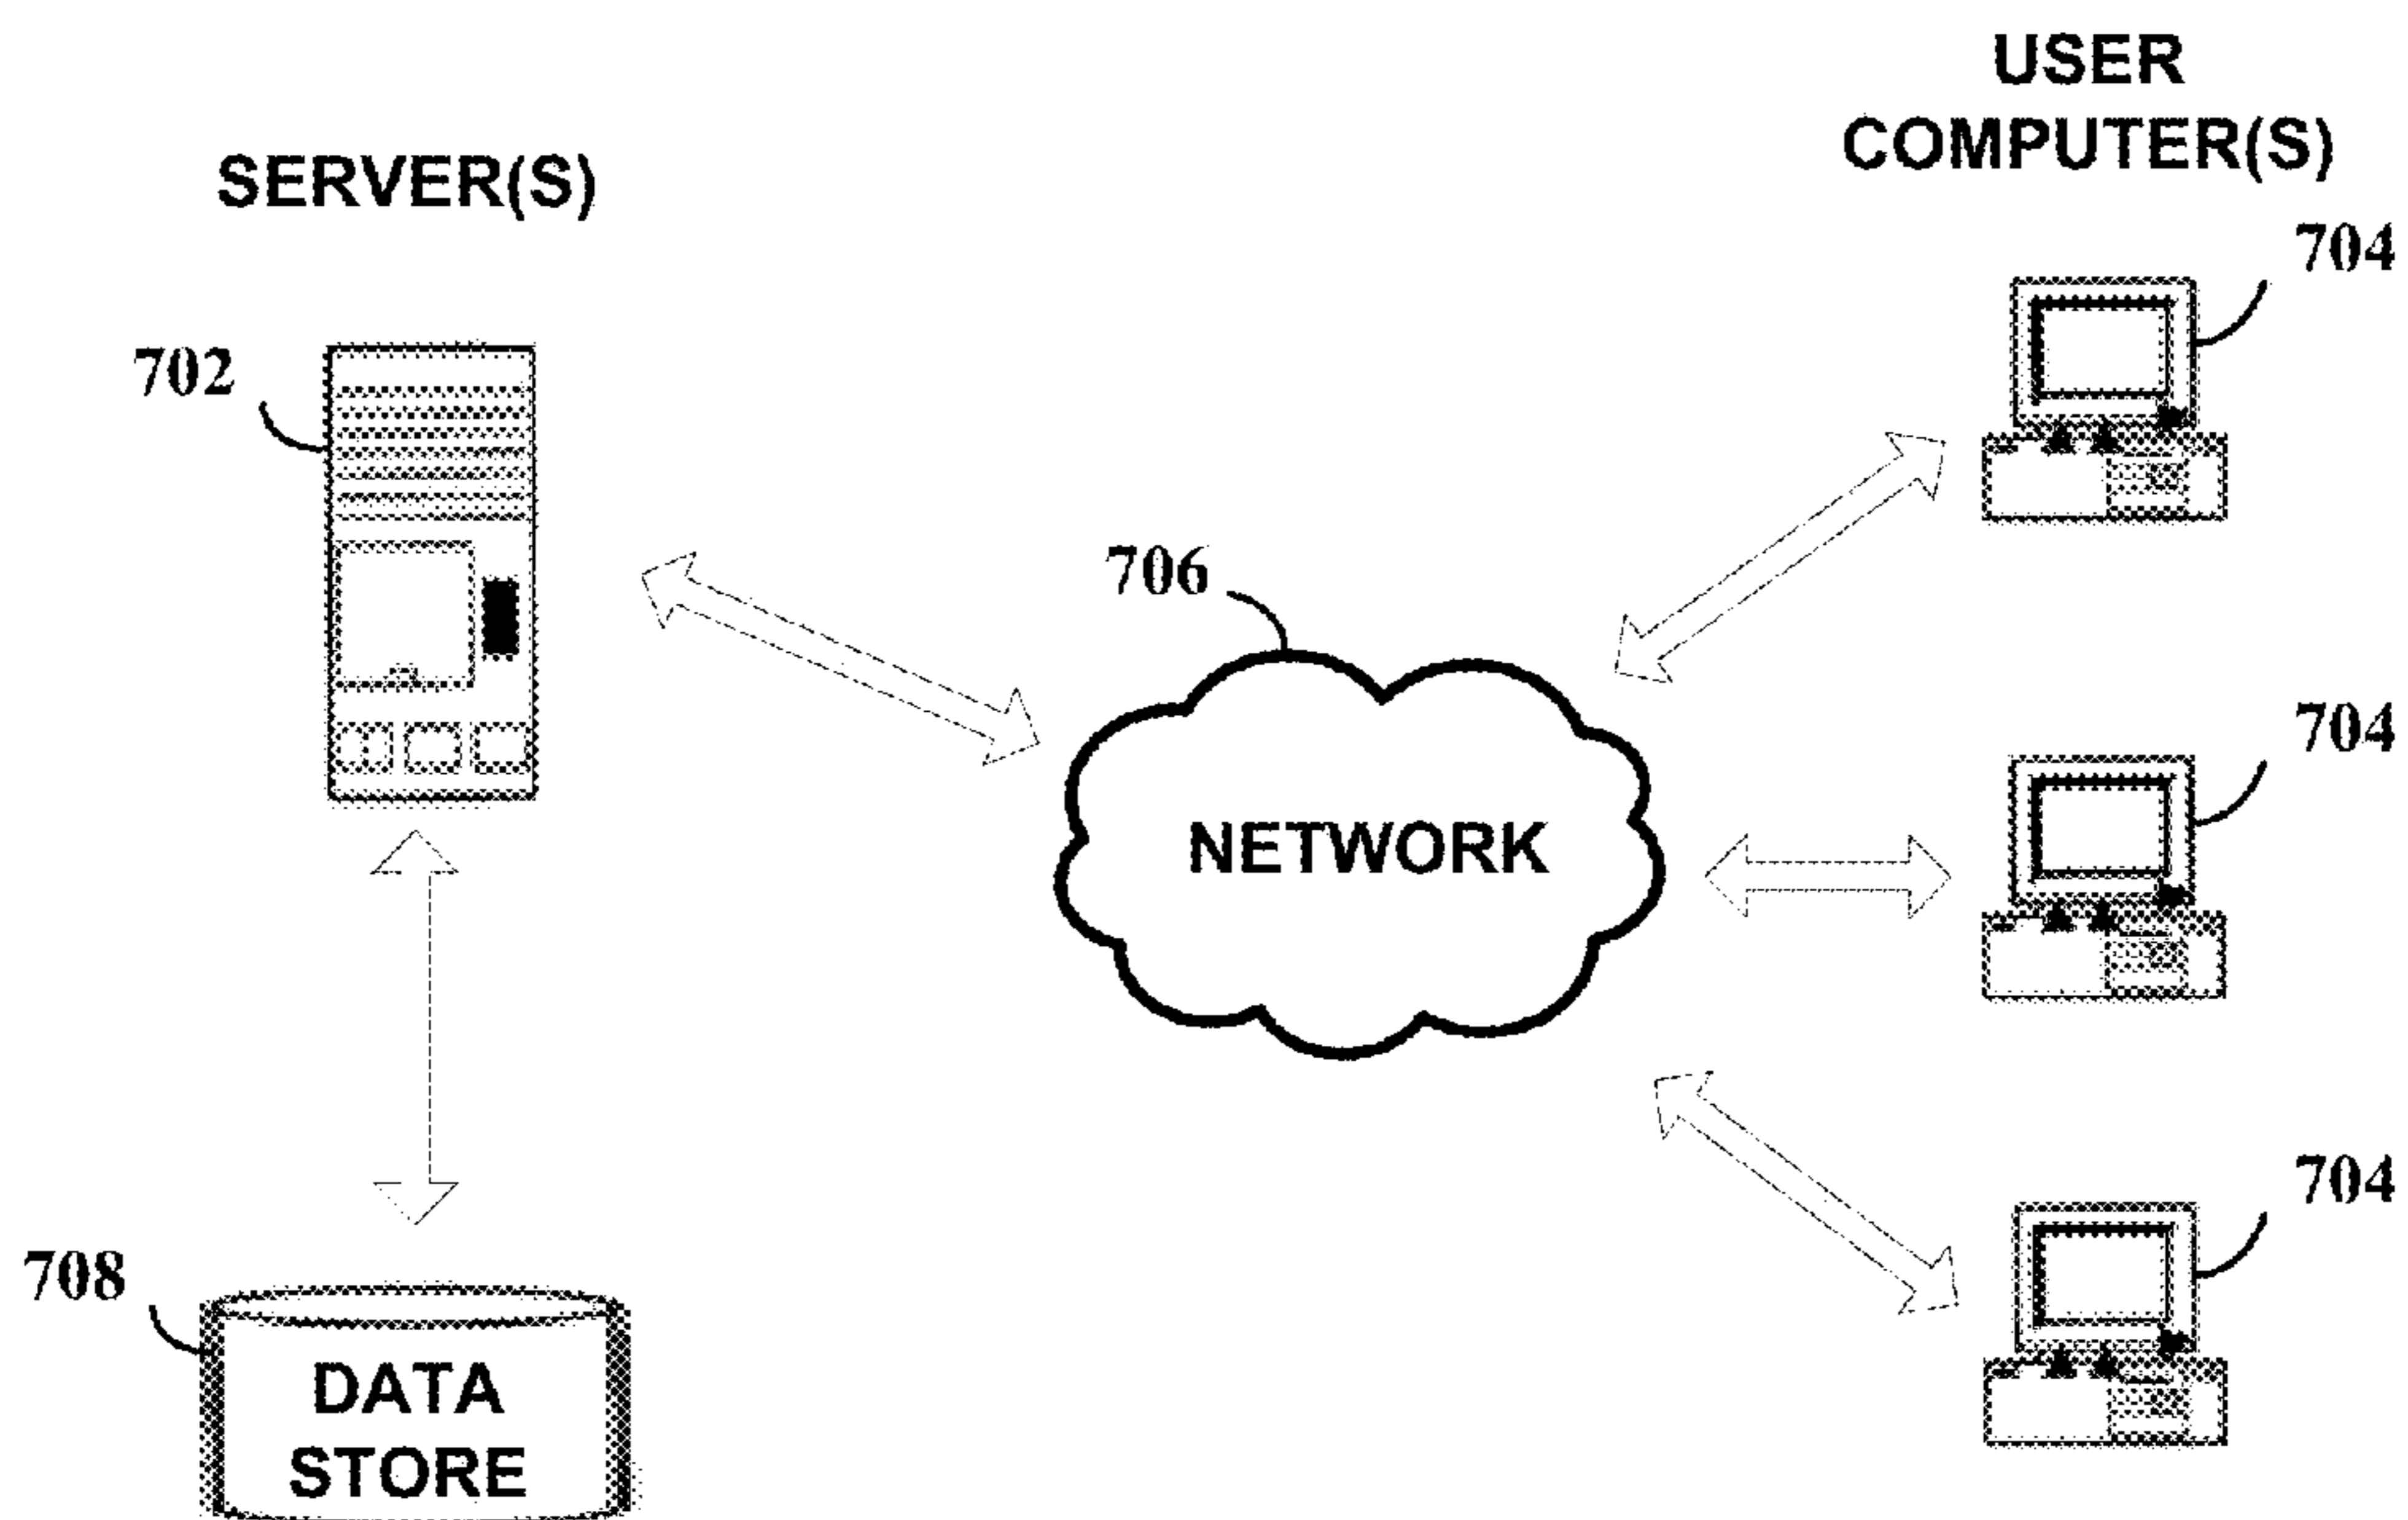 USER
COMPUTER(S)
SERVER(S)
704
702
706
704
NETWORK
704
708
DATA
STORE